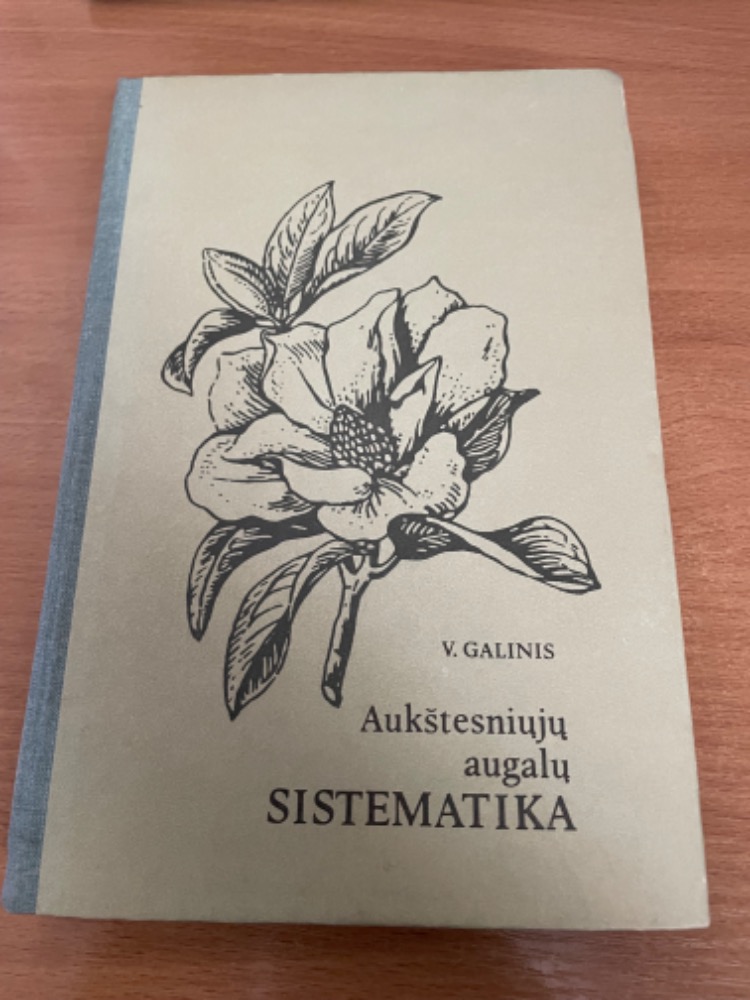 V. GALINIS
Aukštesniųjų
augalų
SISTEMATIKA